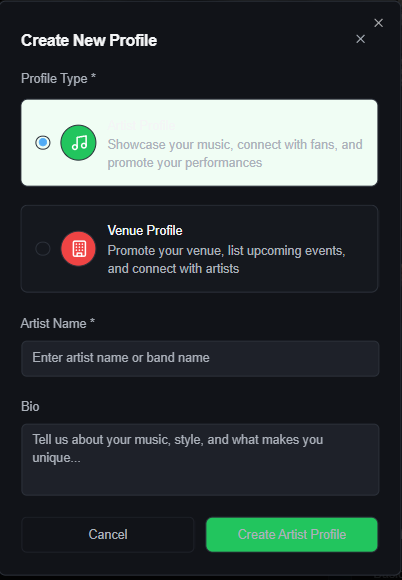 Create New Profile
Profile Type *
Artist Profile
Showcase your music, connect with fans, and
promote your performances
Venue Profile
Promote your venue, list upcoming events,
and connect with artists
Artist Name *
Enter artist name or band name
Bio
Tell us about your music, style, and what makes you
unique...
Cancel
Create Artist Profile